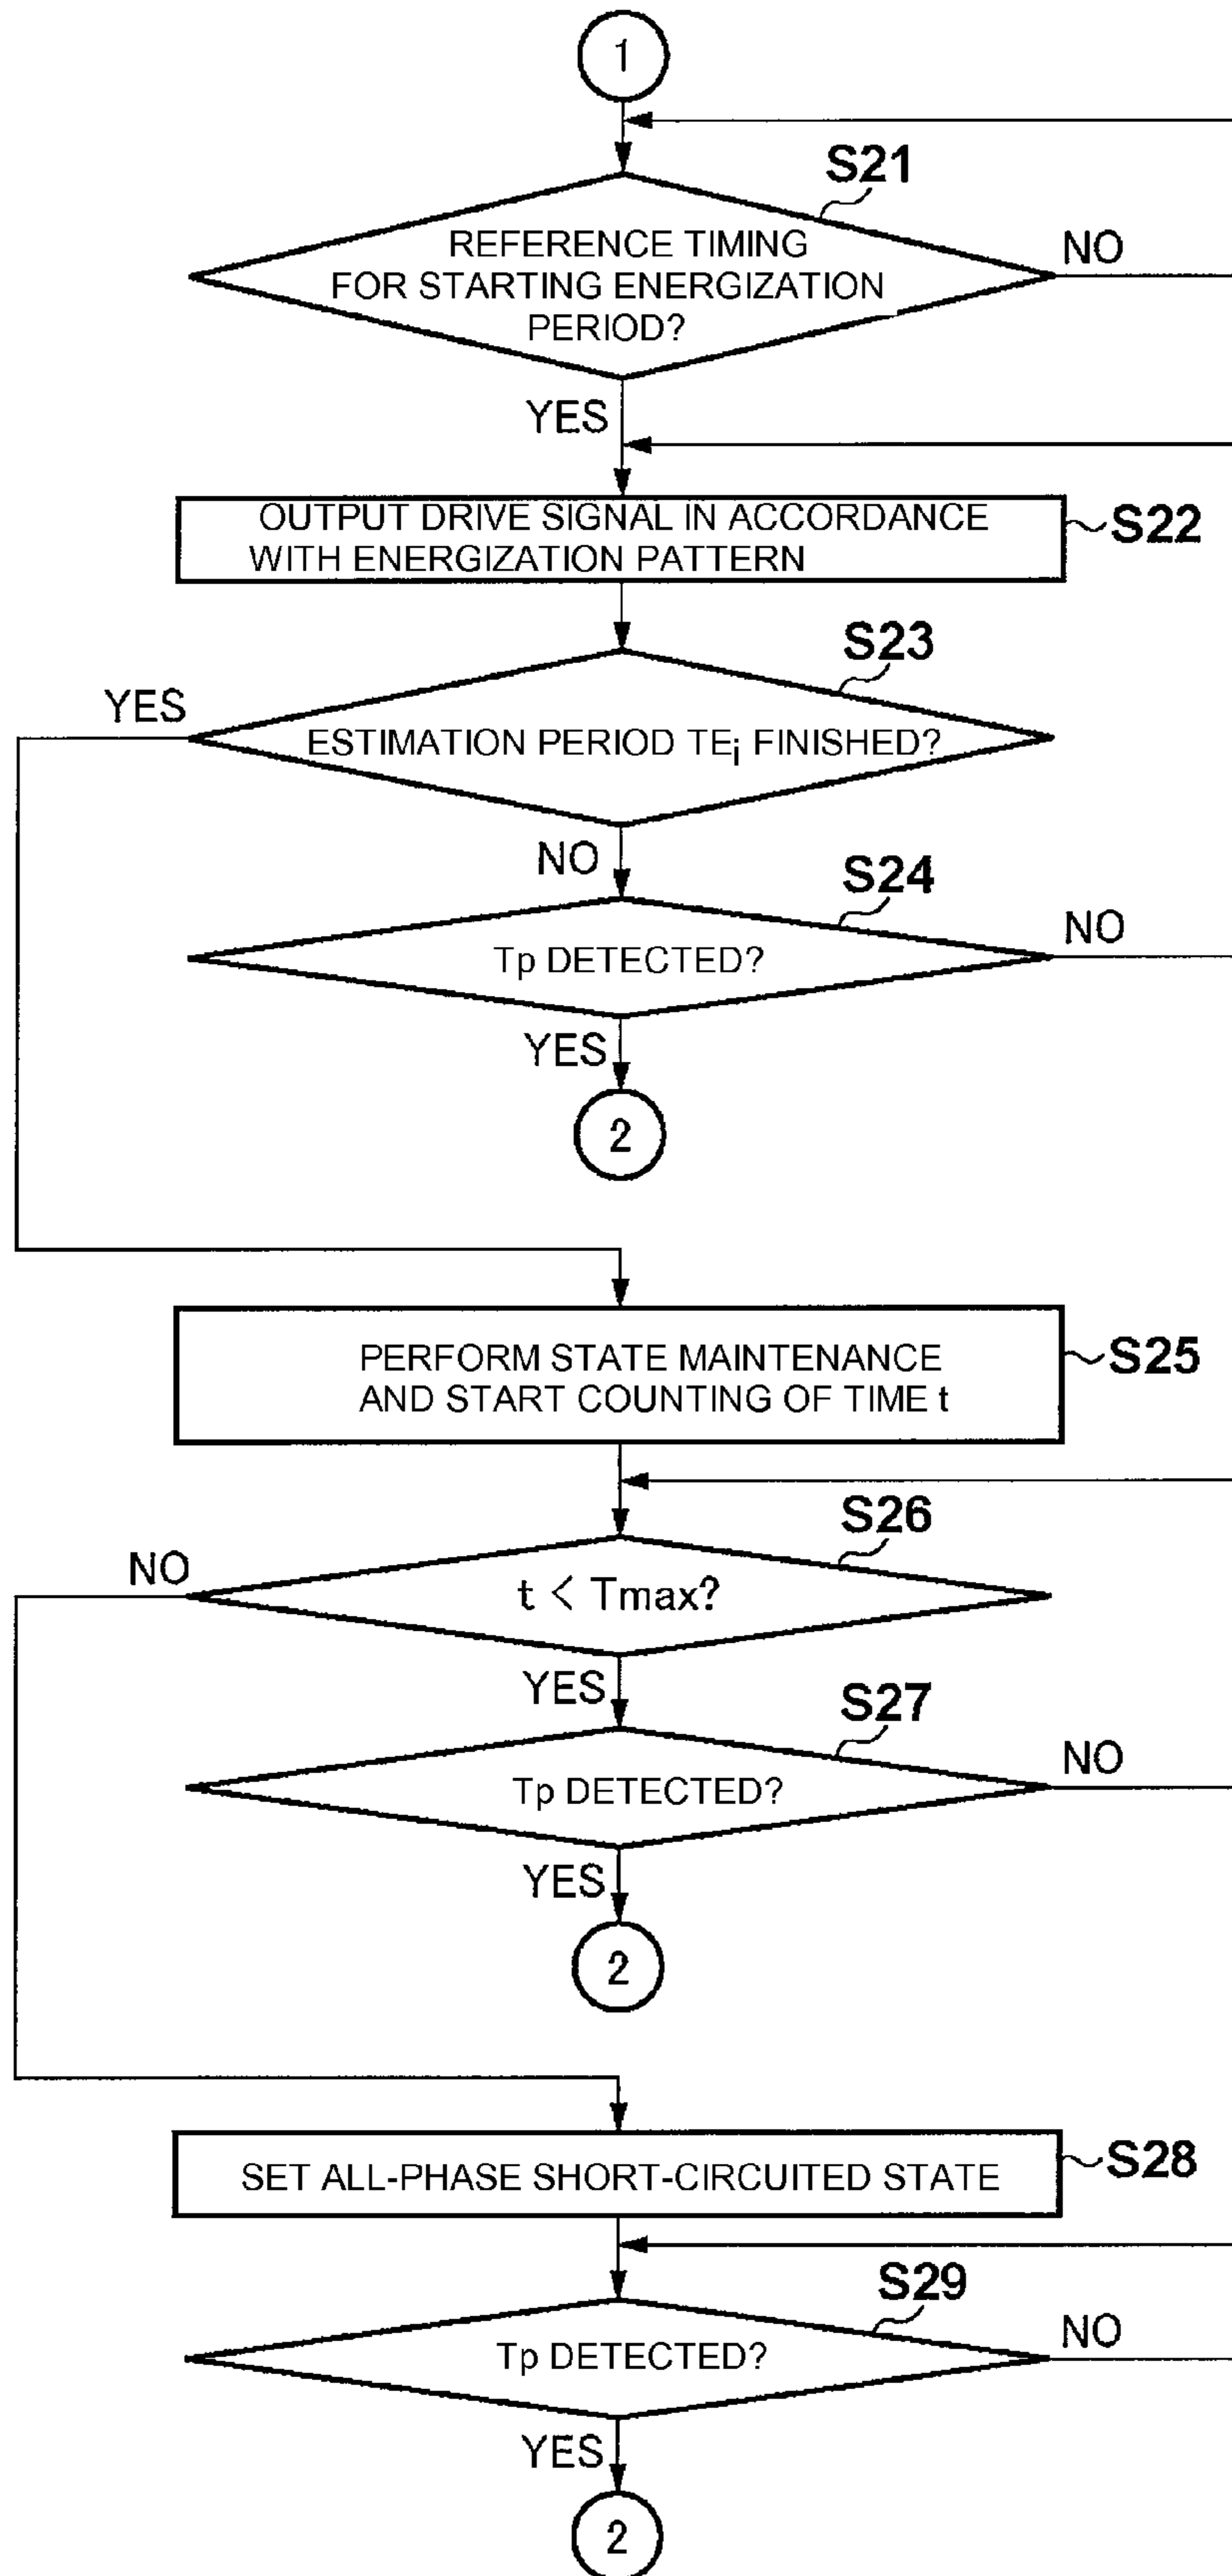 1
S21
REFERENCE TIMING
FOR STARTING ENERGIZATION
PERIOD?
NO
YES
OUTPUT DRIVE SIGNAL IN ACCORDANCE
WITH ENERGIZATION PATTERN
S22
S23
YES
ESTIMATION PERIOD TEi FINISHED?
NO
S24
Tp DETECTED?
NO
YES
2
PERFORM STATE MAINTENANCE
AND START COUNTING OF TIME t
S25
S26
NO
t < Tmax?
YES
S27
Tp DETECTED?
NO
YES
2
SET ALL-PHASE SHORT-CIRCUITED STATE
S28
S29
Tp DETECTED?
NO
YES
2